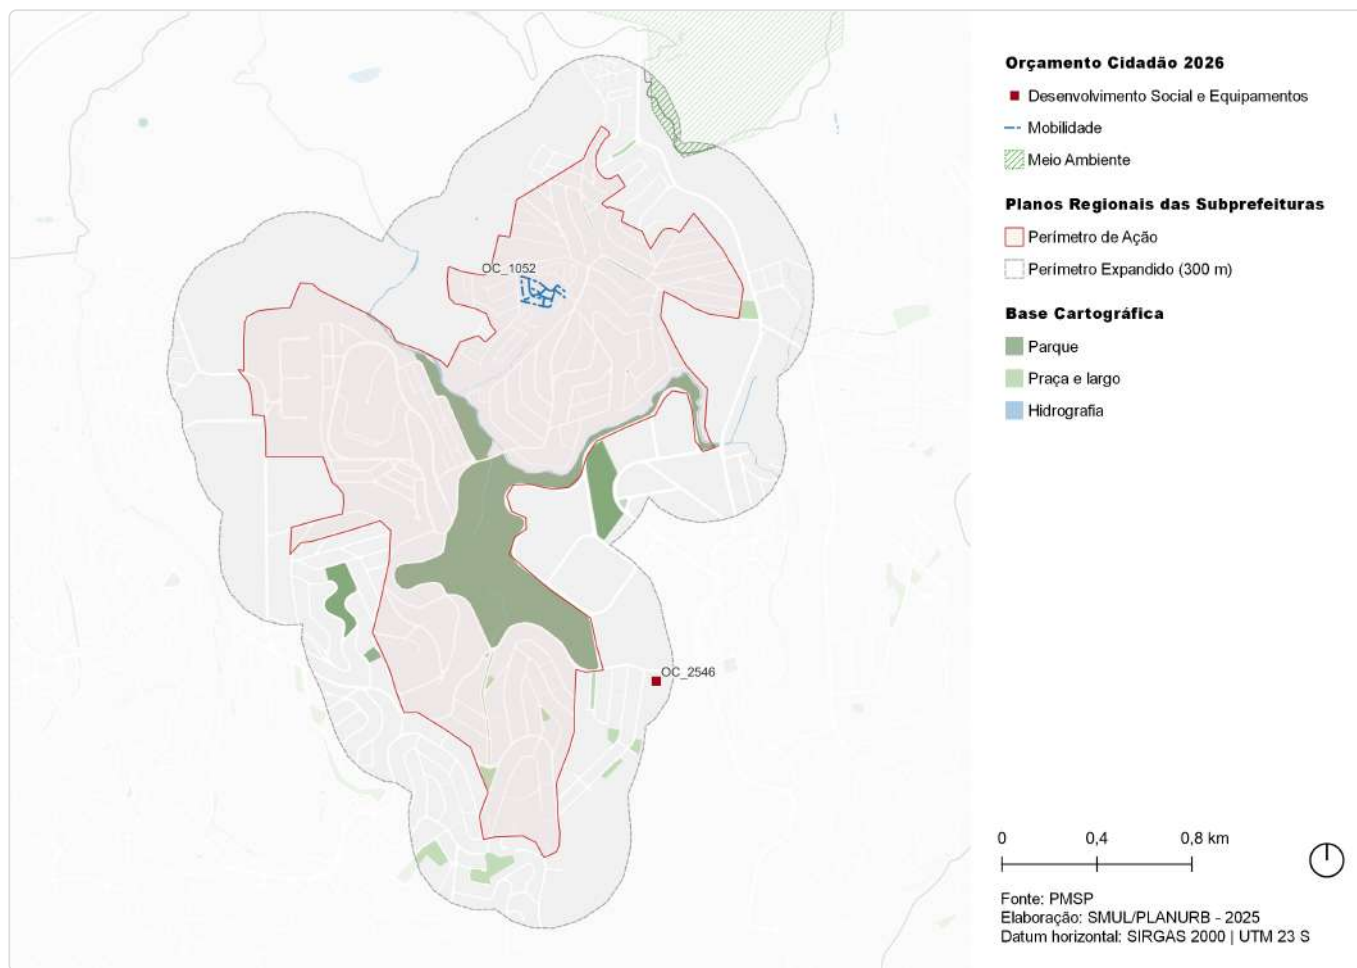 OC_1052
OC_2546
Orçamento Cidadão 2026
Desenvolvimento Social e Equipamentos
Mobilidade
Meio Ambiente
Planos Regionais das Subprefeituras
Perímetro de Ação
Perímetro Expandido (300 m)
Base Cartográfica
Parque
Praça e largo
Hidrografia
0 0,4 0,8 km
Fonte: PMSP
Elaboração: SMUL/PLANURB - 2025
Datum horizontal: SIRGAS 2000 | UTM 23 S